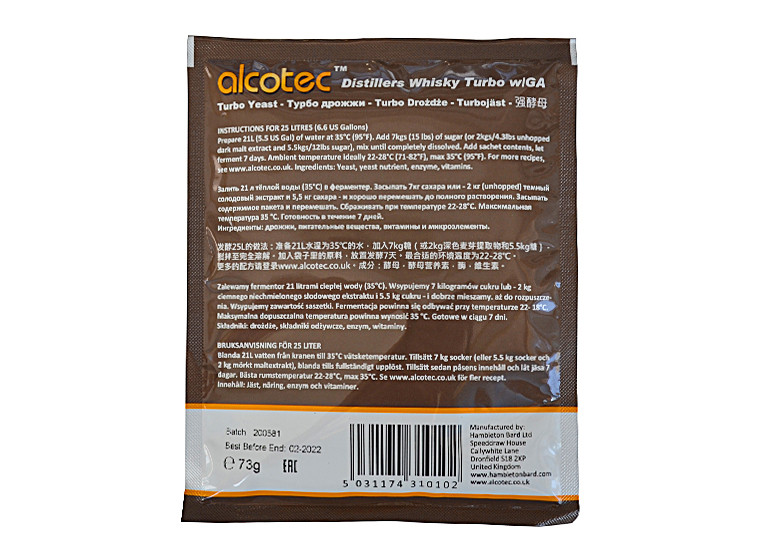 alcotec™ Distillers Whisky Turbo w/GA
Turbo Yeast - Турбо дрожжи - Turbo Drożdże - Turbojäst - 强酵母
INSTRUCTIONS FOR 25 LITRES (6.6 US Gallons)
Prepare 21L (5.5 US Gal) of water at 35°C (95°F). Add 7kgs (15 lbs) of sugar (or 2kgs/4.3lbs unhopped
dark malt extract and 5.5kgs/12lbs sugar), mix until completely dissolved. Add sachet contents, let
ferment 7 days. Ambient temperature ideally 22-28°C (71-82°F), max 35°C (95°F). For more recipes,
see www.alcotec.co.uk. Ingredients: Yeast, yeast nutrient, enzyme, vitamins.
Залить 21 л тёплой воды (35°C) в ферментер. Засыпать 7кг сахара или - 2 кг (unhopped) темный
солодовый экстракт и 5,5 кг сахара - и хорошо перемешать до полного растворения. Засыпать
содержимое пакета и перемешать. Сбраживать при температуре 22-28°C. Максимальная
температура 35 °C. Готовность в течение 7 дней.
Ингредиенты: дрожжи, питательные вещества, витамины и микроэлементы.
发酵25L的做法：准备21L水温为35°C的水，加入7kg糖（或2kg深色麦芽提取物和5.5kg糖），
搅拌至完全溶解。加入袋子里的原料，放置发酵7天。最合适的环境温度为22-28°C。
更多的配方请登录www.alcotec.co.uk。成分：酵母，酵母营养素，酶，维生素。
Zalewamy fermentor 21 litrami ciepłej wody (35°C). Wsypujemy 7 kilogramów cukru lub - 2 kg
ciemnego niechmielonego słodowego ekstraktu i 5.5 kg cukru - i dobrze mieszamy, aż do rozpuszcze-
nia. Wsypujemy zawartość saszetki. Fermentacja powinna się odbywać przy temperaturze 22- 18°C.
Maksymalna dopuszczalna temperatura powinna wynosić 35 °C. Gotowe w ciągu 7 dni.
Składniki: drożdże, składniki odżywcze, enzym, witaminy.
BRUKSANVISNING FÖR 25 LITER
Blanda 21L vatten från kranen till 35°C vätsketemperatur. Tillsätt 7 kg socker (eller 5.5 kg socker och
2 kg mörkt maltextrakt), blanda tills fullständigt upplöst. Tillsätt sedan påsens innehåll och låt jäsa 7
dagar. Bästa rumstemperatur 22-28°C, max 35°C. Se www.alcotec.co.uk för fler recept.
Innehåll: Jäst, näring, enzym och vitaminer.
Batch 200581
Best Before End: 02-2022
℮ 73g EAC
5 031174 310102
Manufactured by:
Hambleton Bard Ltd
Speedraw House
Callywhite Lane
Dronfield S18 2XP
United Kingdom
www.hambletonbard.com
www.alcotec.co.uk